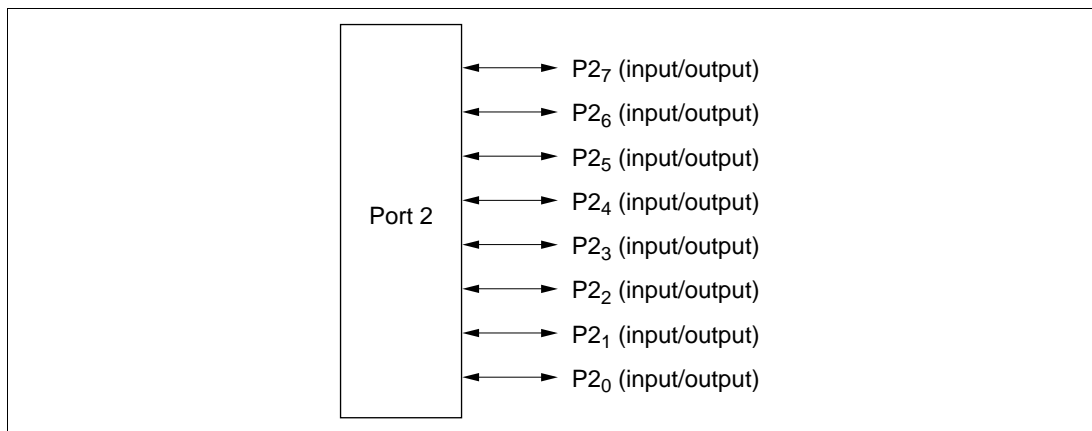 P2₇ (input/output)
P2₆ (input/output)
P2₅ (input/output)
P2₄ (input/output)
Port 2
P2₃ (input/output)
P2₂ (input/output)
P2₁ (input/output)
P2₀ (input/output)